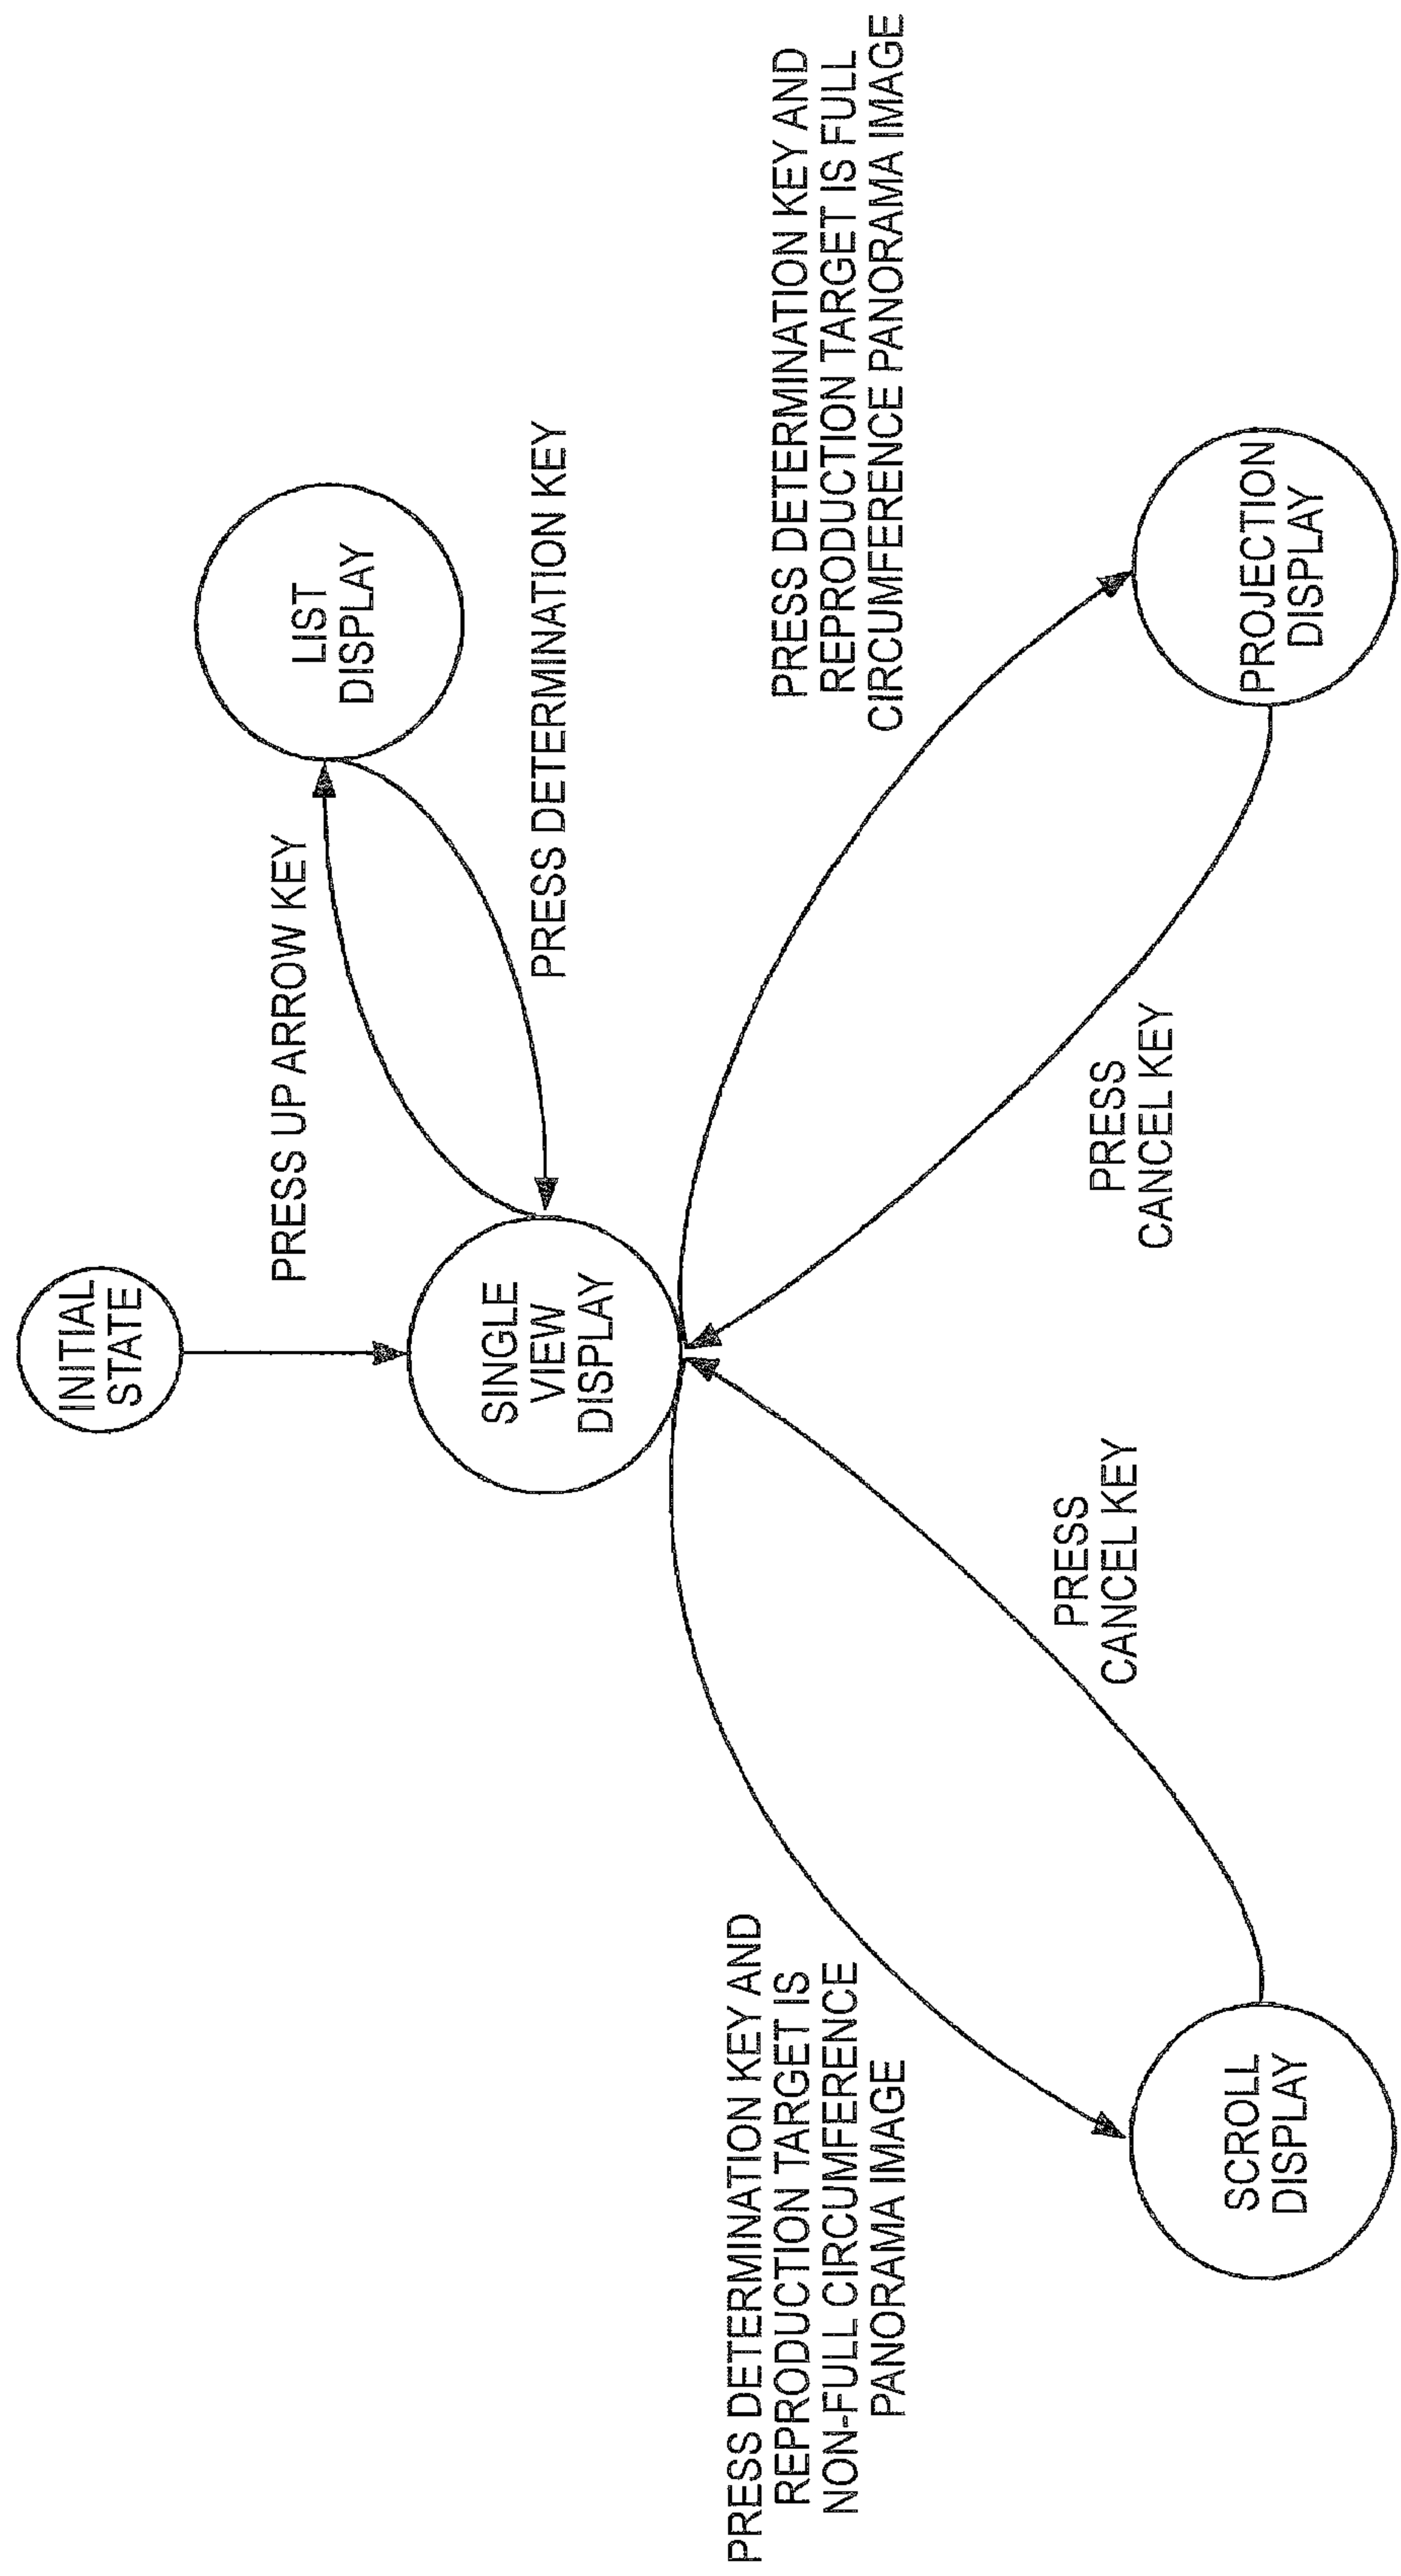 INITIAL
STATE
PRESS UP ARROW KEY
LIST
DISPLAY
SINGLE
VIEW
DISPLAY
PRESS DETERMINATION KEY
PRESS DETERMINATION KEY AND
REPRODUCTION TARGET IS
NON-FULL CIRCUMFERENCE
PANORAMA IMAGE
PRESS DETERMINATION KEY AND
REPRODUCTION TARGET IS FULL
CIRCUMFERENCE PANORAMA IMAGE
PRESS
CANCEL KEY
PRESS
CANCEL KEY
SCROLL
DISPLAY
PROJECTION
DISPLAY